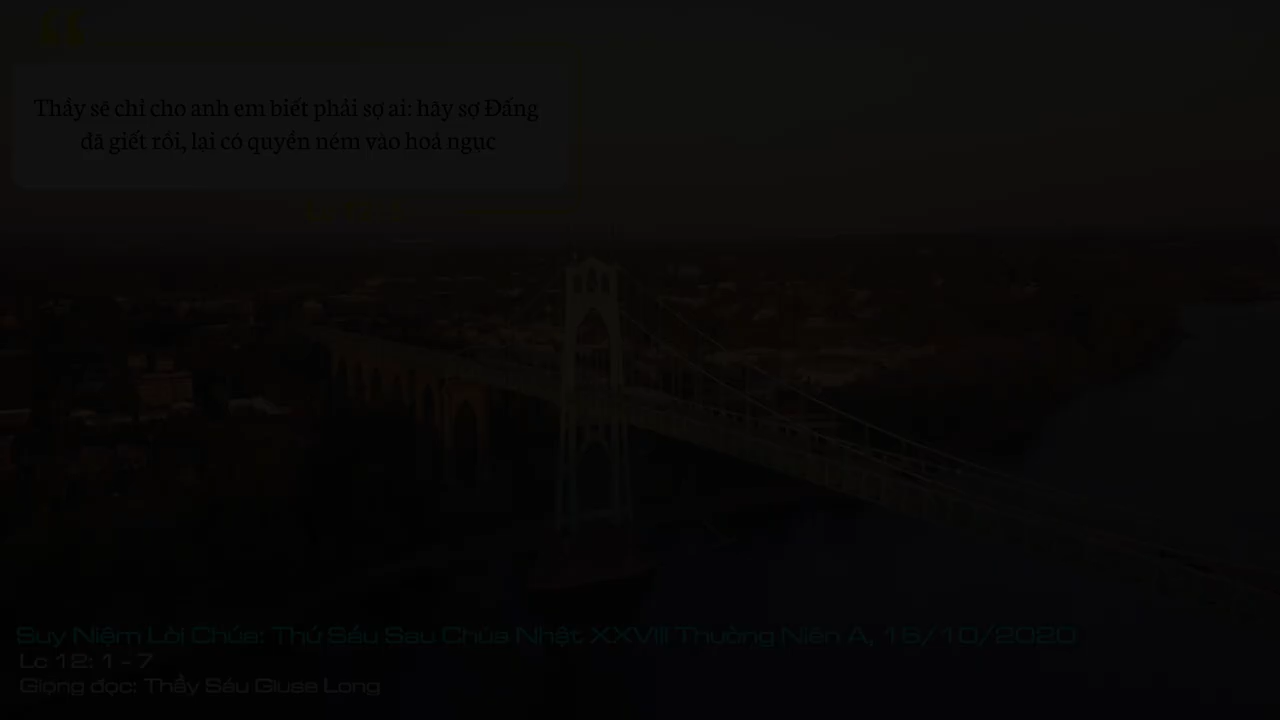 Thầy sẽ chỉ cho anh em biết phải sợ ai: hãy sợ Đấng
đã giết rồi, lại có quyền ném vào hoả ngục
Suy Niệm Lời Chúa: Thứ Sáu Sau Chúa Nhật XXVIII Thường Niên A, 16/10/2020
Lc 12: 1 - 7
Giọng đọc: Thầy Sáu Giuse Long